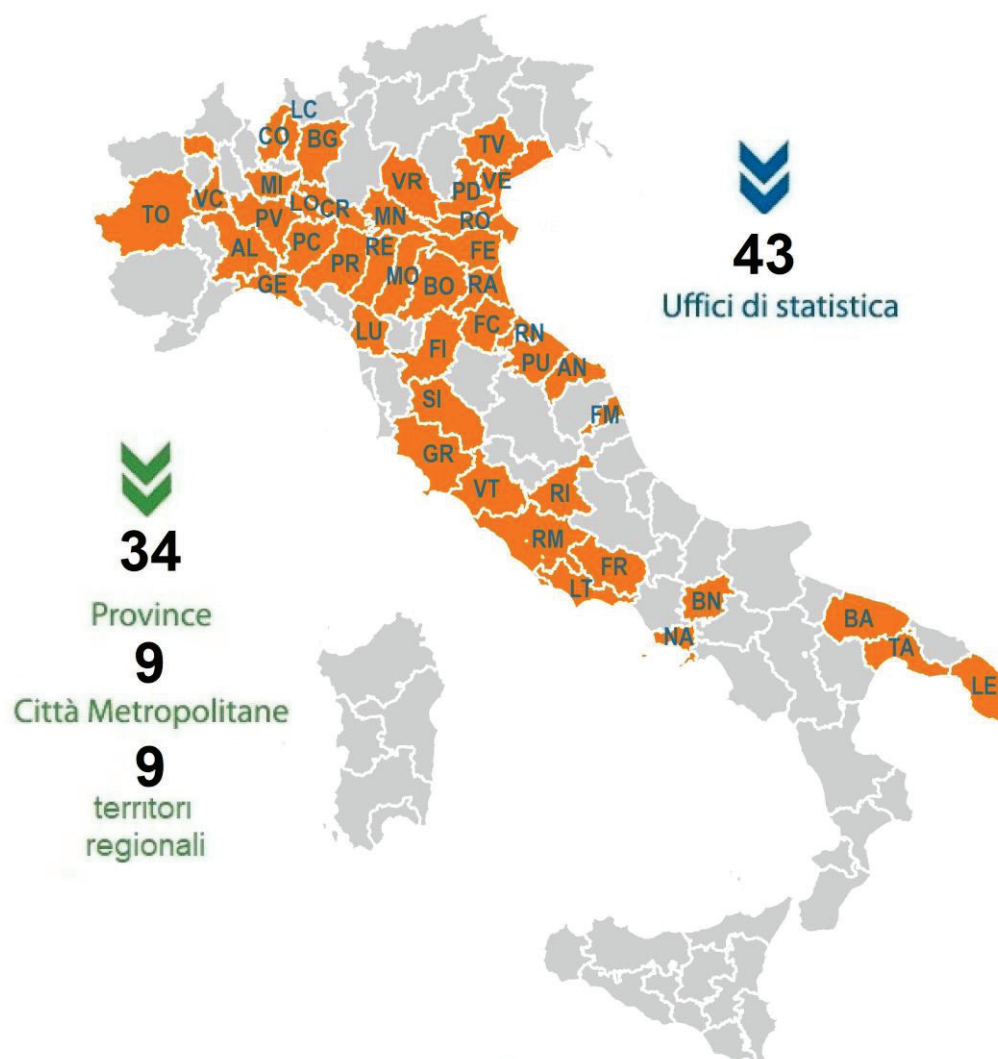 LC
CO
BG
TV
VE
PD
VR
MI
VC
TO
LO
CR
MN
RO
PV
AL
PC
PR
RE
MO
BO
FE
RA
GE
LU
FC
RN
FI
PU
AN
SI
FM
GR
VT
RI
RM
FR
LT
BN
NA
BA
TA
LE
43
Uffici di statistica
34
Province
9
Città Metropolitane
9
territori
regionali